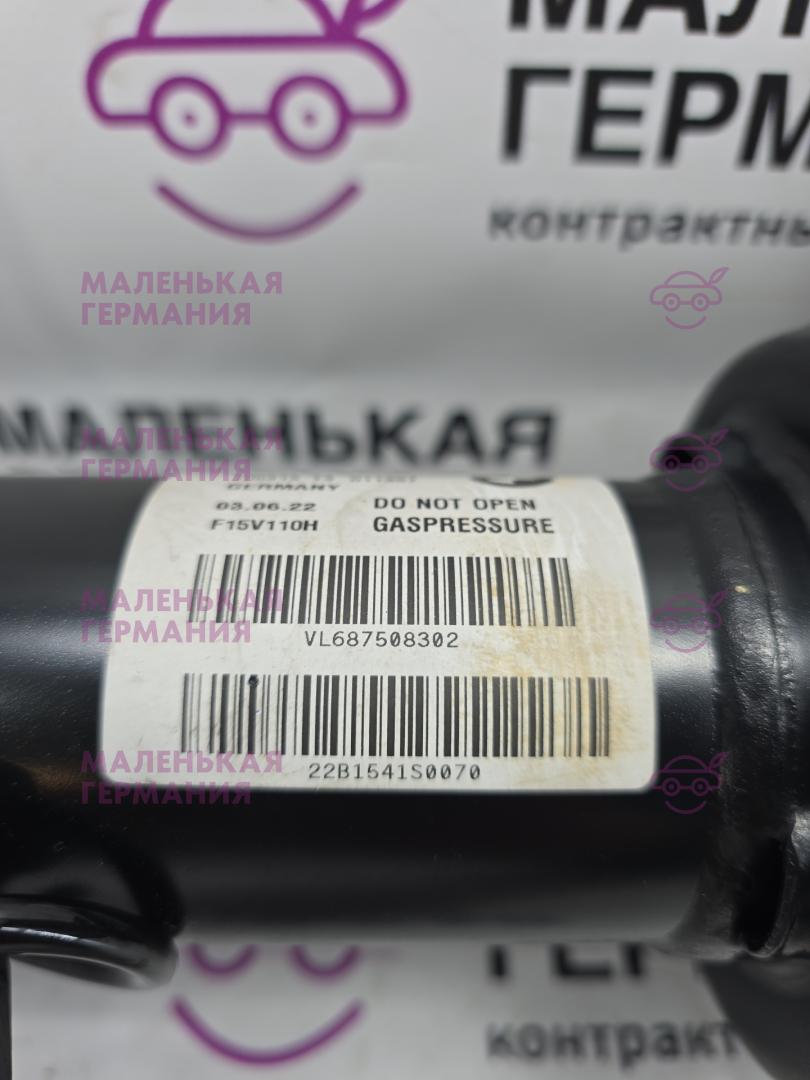 ГЕРМ
контрактны
МАЛЕНЬКАЯ
ГЕРМАНИЯ
МАЛЕНЬКАЯ
МАЛЕНЬКАЯ
ГЕРМАНИЯ
GERMANY
03.06.22 DO NOT OPEN
F15V110H GASPRESSURE
МАЛЕНЬКАЯ
ГЕРМАНИЯ
VL687508302
МАЛЕНЬКАЯ
ГЕРМАНИЯ
22B1541S0070
контракт